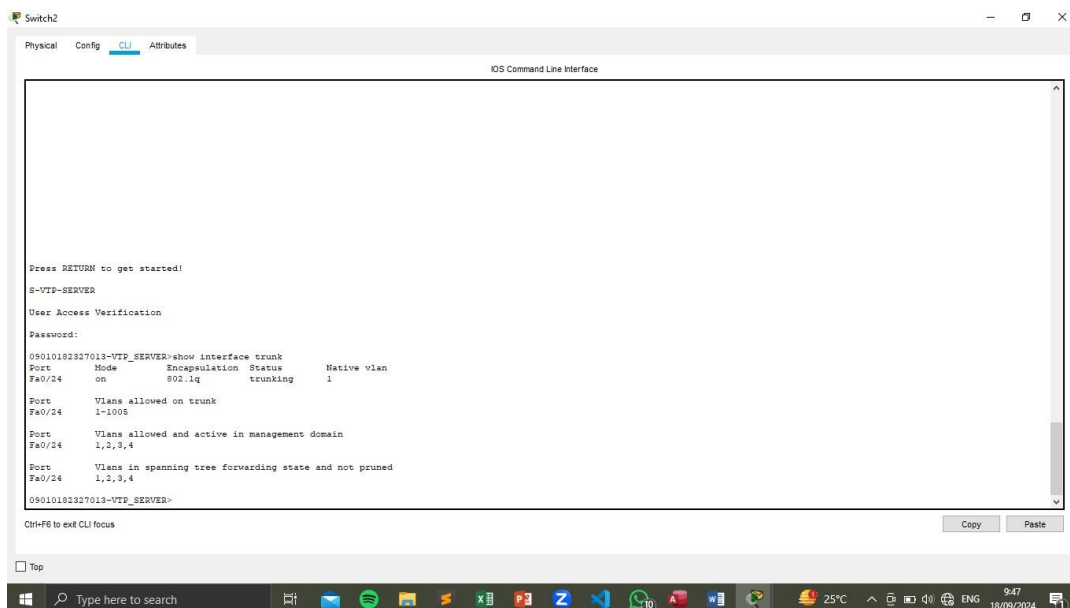 Switch2
Physical Config CLI Attributes
IOS Command Line Interface
Press RETURN to get started!
S-VTP-SERVER
User Access Verification
Password:
09010182327013-VTP_SERVER>show interface trunk
Port Mode Encapsulation Status Native vlan
Fa0/24 on 802.1q trunking 1
Port Vlans allowed on trunk
Fa0/24 1-1005
Port Vlans allowed and active in management domain
Fa0/24 1,2,3,4
Port Vlans in spanning tree forwarding state and not pruned
Fa0/24 1,2,3,4
09010182327013-VTP_SERVER>
Ctrl+F6 to exit CLI focus
Copy Paste
Top
Type here to search
10
25°C
ENG
9:47
18/09/2024